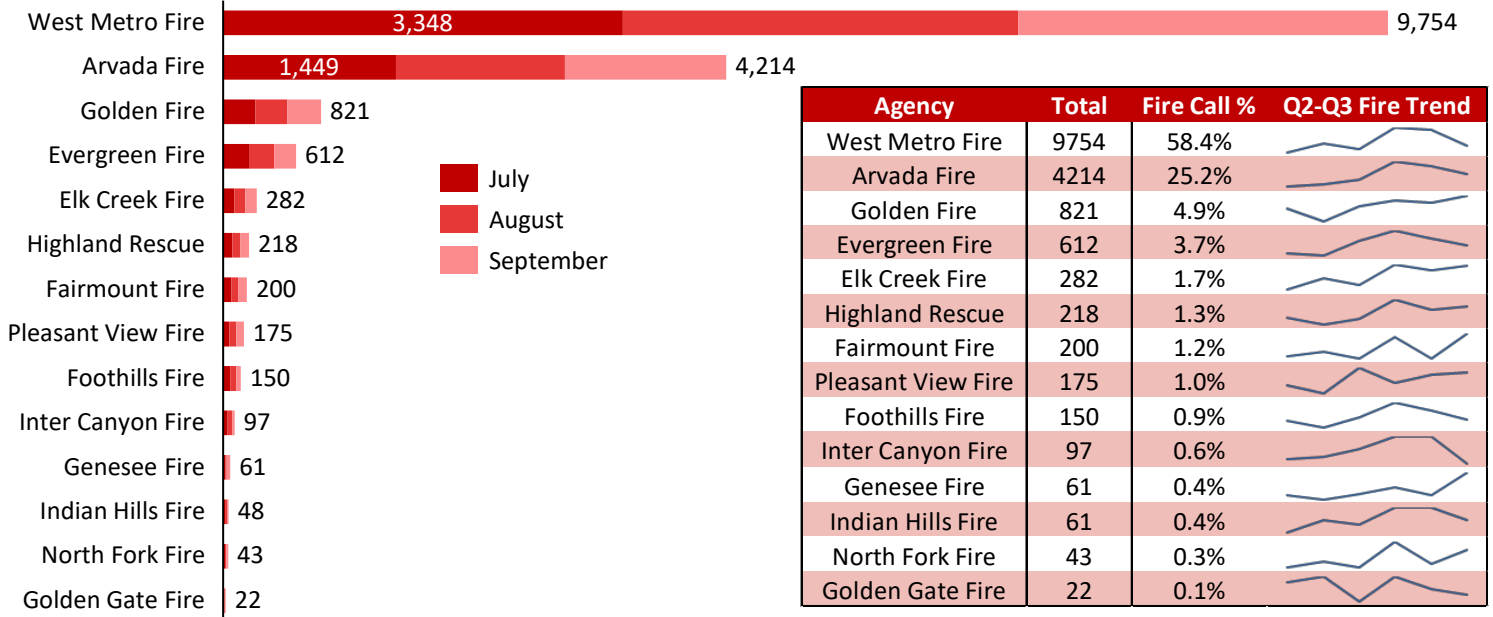 West Metro Fire 3,348 9,754
Arvada Fire 1,449 4,214
Golden Fire 821
Evergreen Fire 612
Elk Creek Fire 282
Highland Rescue 218
Fairmount Fire 200
Pleasant View Fire 175
Foothills Fire 150
Inter Canyon Fire 97
Genesee Fire 61
Indian Hills Fire 48
North Fork Fire 43
Golden Gate Fire 22
July
August
September
Agency Total Fire Call % Q2-Q3 Fire Trend
West Metro Fire 9754 58.4%
Arvada Fire 4214 25.2%
Golden Fire 821 4.9%
Evergreen Fire 612 3.7%
Elk Creek Fire 282 1.7%
Highland Rescue 218 1.3%
Fairmount Fire 200 1.2%
Pleasant View Fire 175 1.0%
Foothills Fire 150 0.9%
Inter Canyon Fire 97 0.6%
Genesee Fire 61 0.4%
Indian Hills Fire 61 0.4%
North Fork Fire 43 0.3%
Golden Gate Fire 22 0.1%